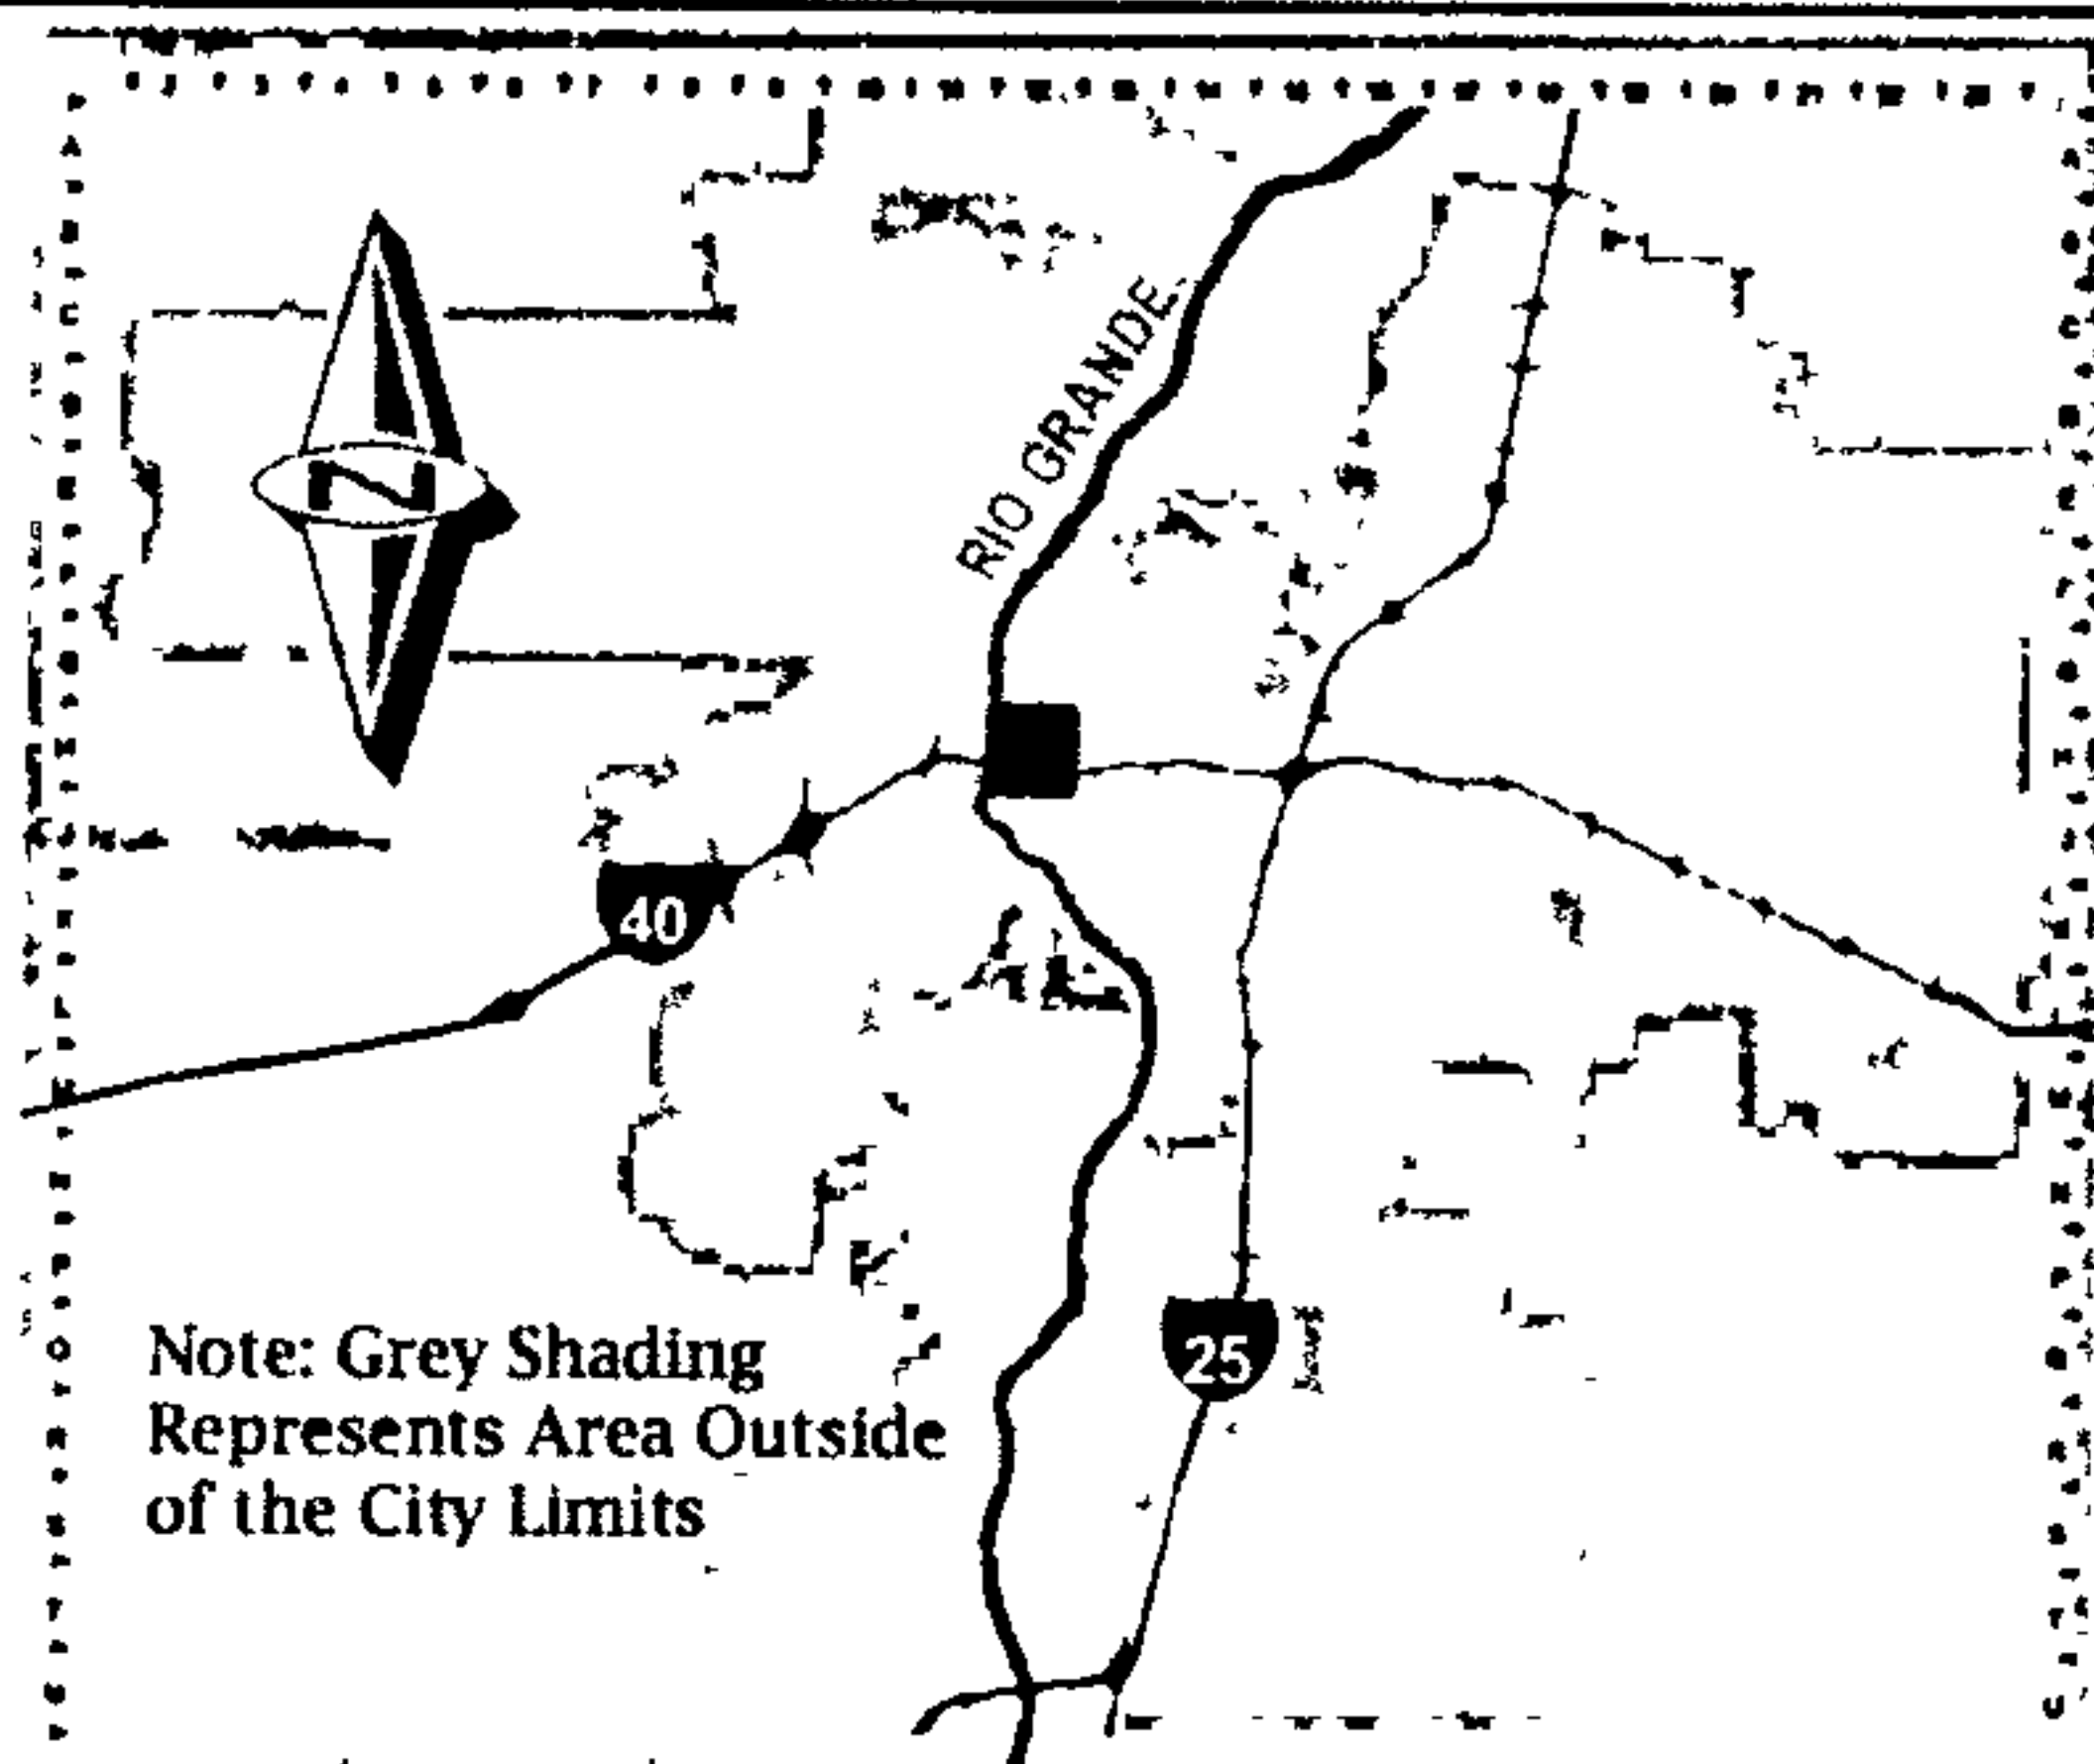 RIO GRANDE
N
40
25
Note: Grey Shading
Represents Area Outside
of the City Limits